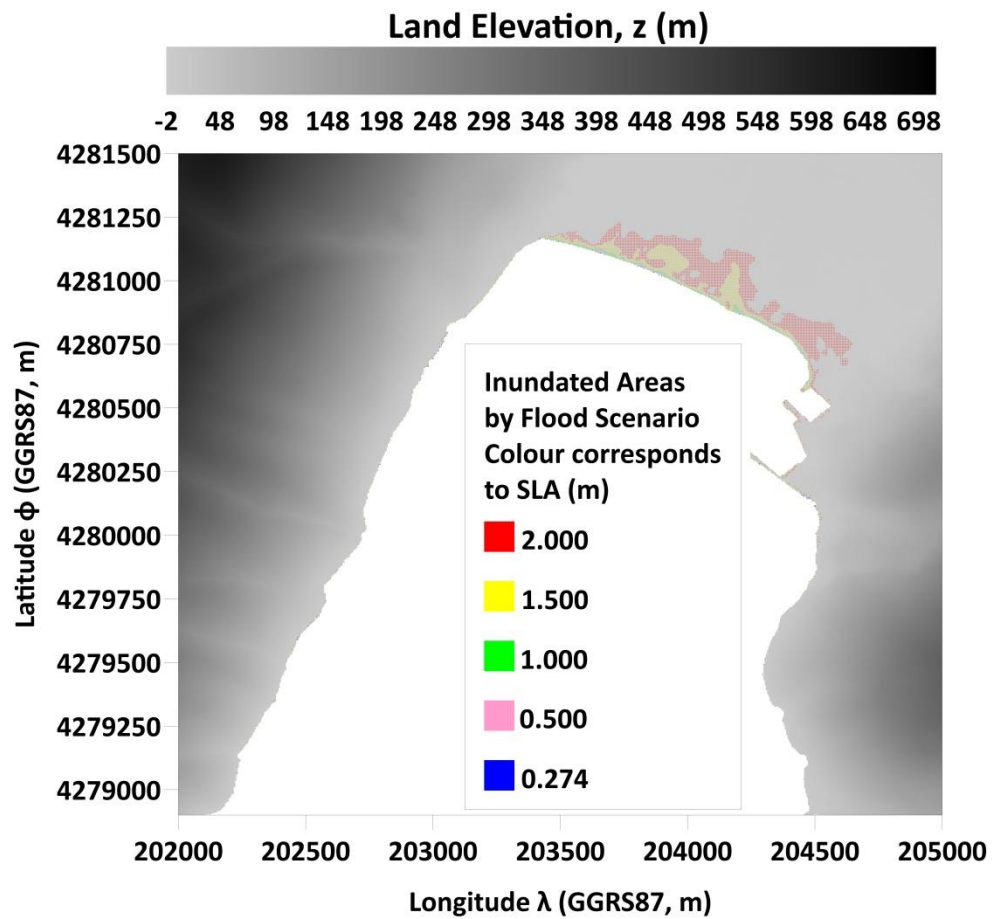 Land Elevation, z (m)
-2 48 98 148 198 248 298 348 398 448 498 548 598 648 698
4281500
4281250
4281000
4280750
4280500
4280250
4280000
4279750
4279500
4279250
4279000
Latitude ϕ (GGRS87, m)
Inundated Areas
by Flood Scenario
Colour corresponds
to SLA (m)
2.000
1.500
1.000
0.500
0.274
202000 202500 203000 203500 204000 204500 205000
Longitude λ (GGRS87, m)